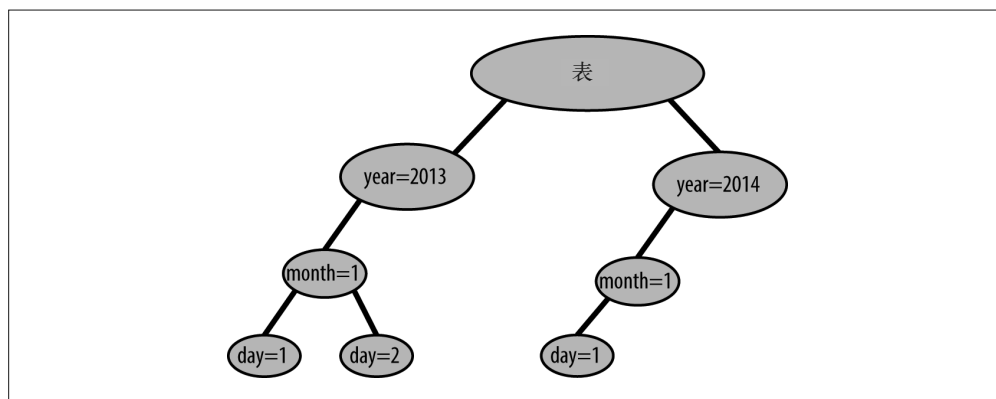 表
year=2013
year=2014
month=1
month=1
day=1
day=2
day=1